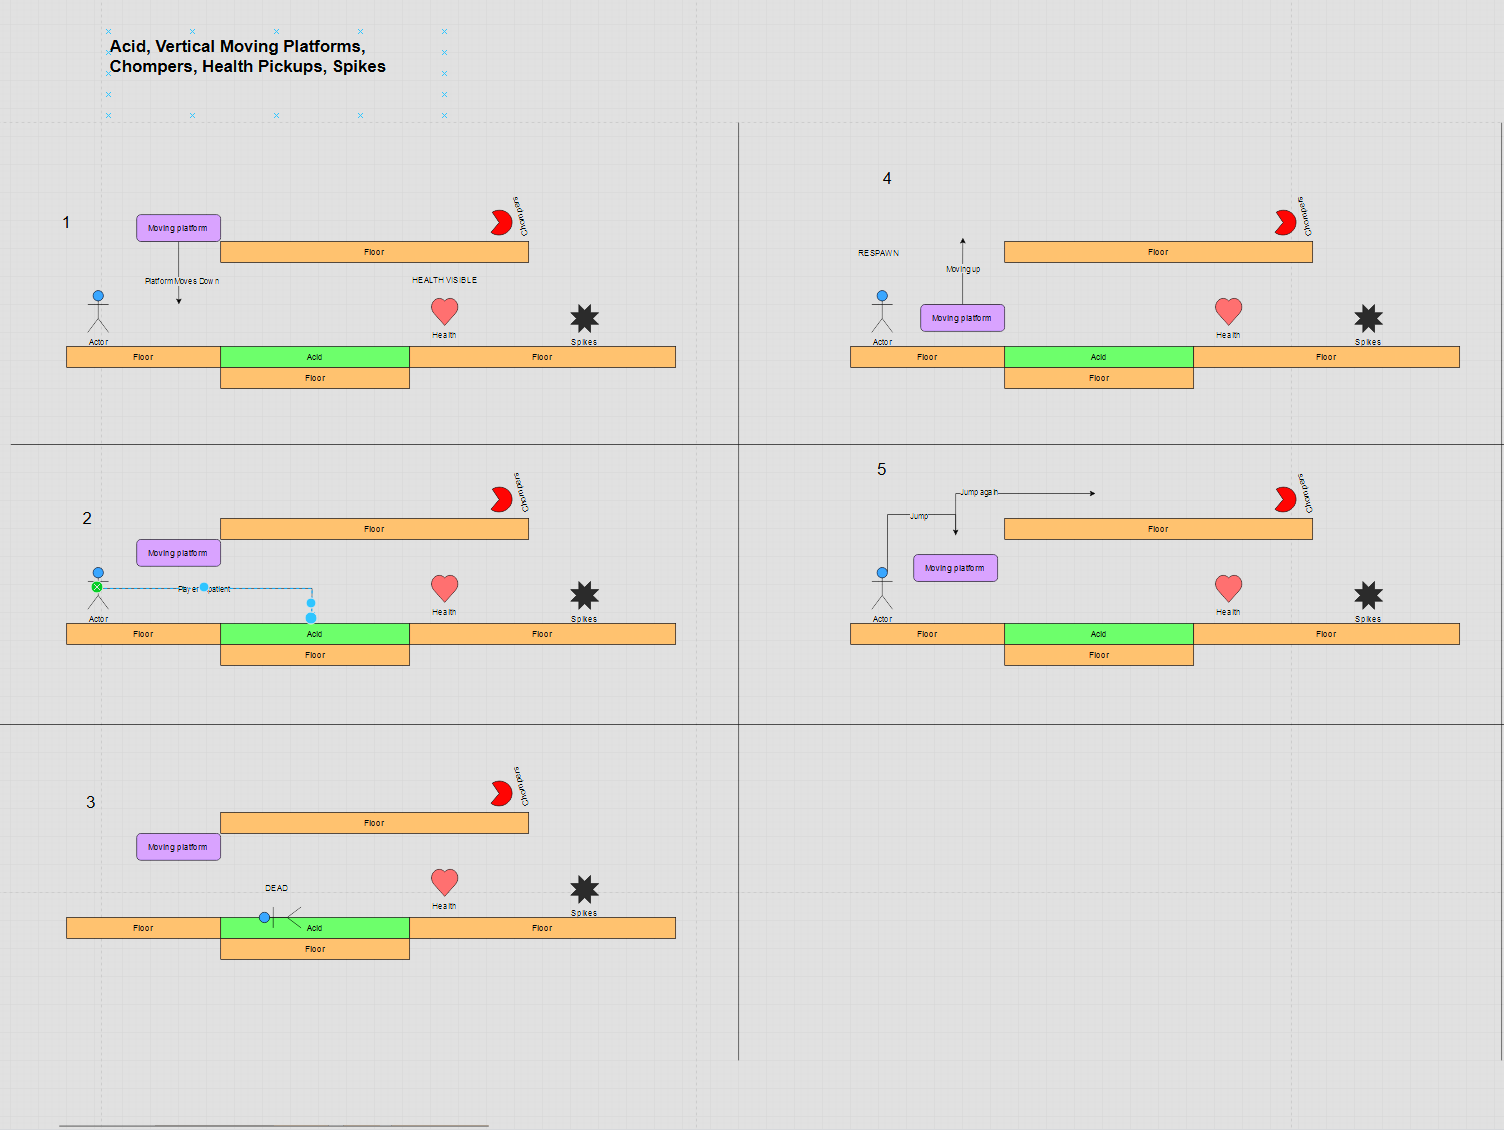 Acid, Vertical Moving Platforms,
Chompers, Health Pickups, Spikes
1
Moving platform
Chompers
Floor
Platform Moves Down
HEALTH VISIBLE
Actor
Health
Spikes
Floor
Acid
Floor
Floor
2
Chompers
Floor
Moving platform
Actor
Health
Spikes
Floor
Acid
Floor
Floor
3
Chompers
Floor
Moving platform
DEAD
Health
Spikes
Floor
Acid
Floor
Floor
4
Chompers
Floor
RESPAWN
Moving up
Moving platform
Actor
Health
Spikes
Floor
Acid
Floor
Floor
5
Chompers
Jump again
Jump
Floor
Moving platform
Actor
Health
Spikes
Floor
Acid
Floor
Floor